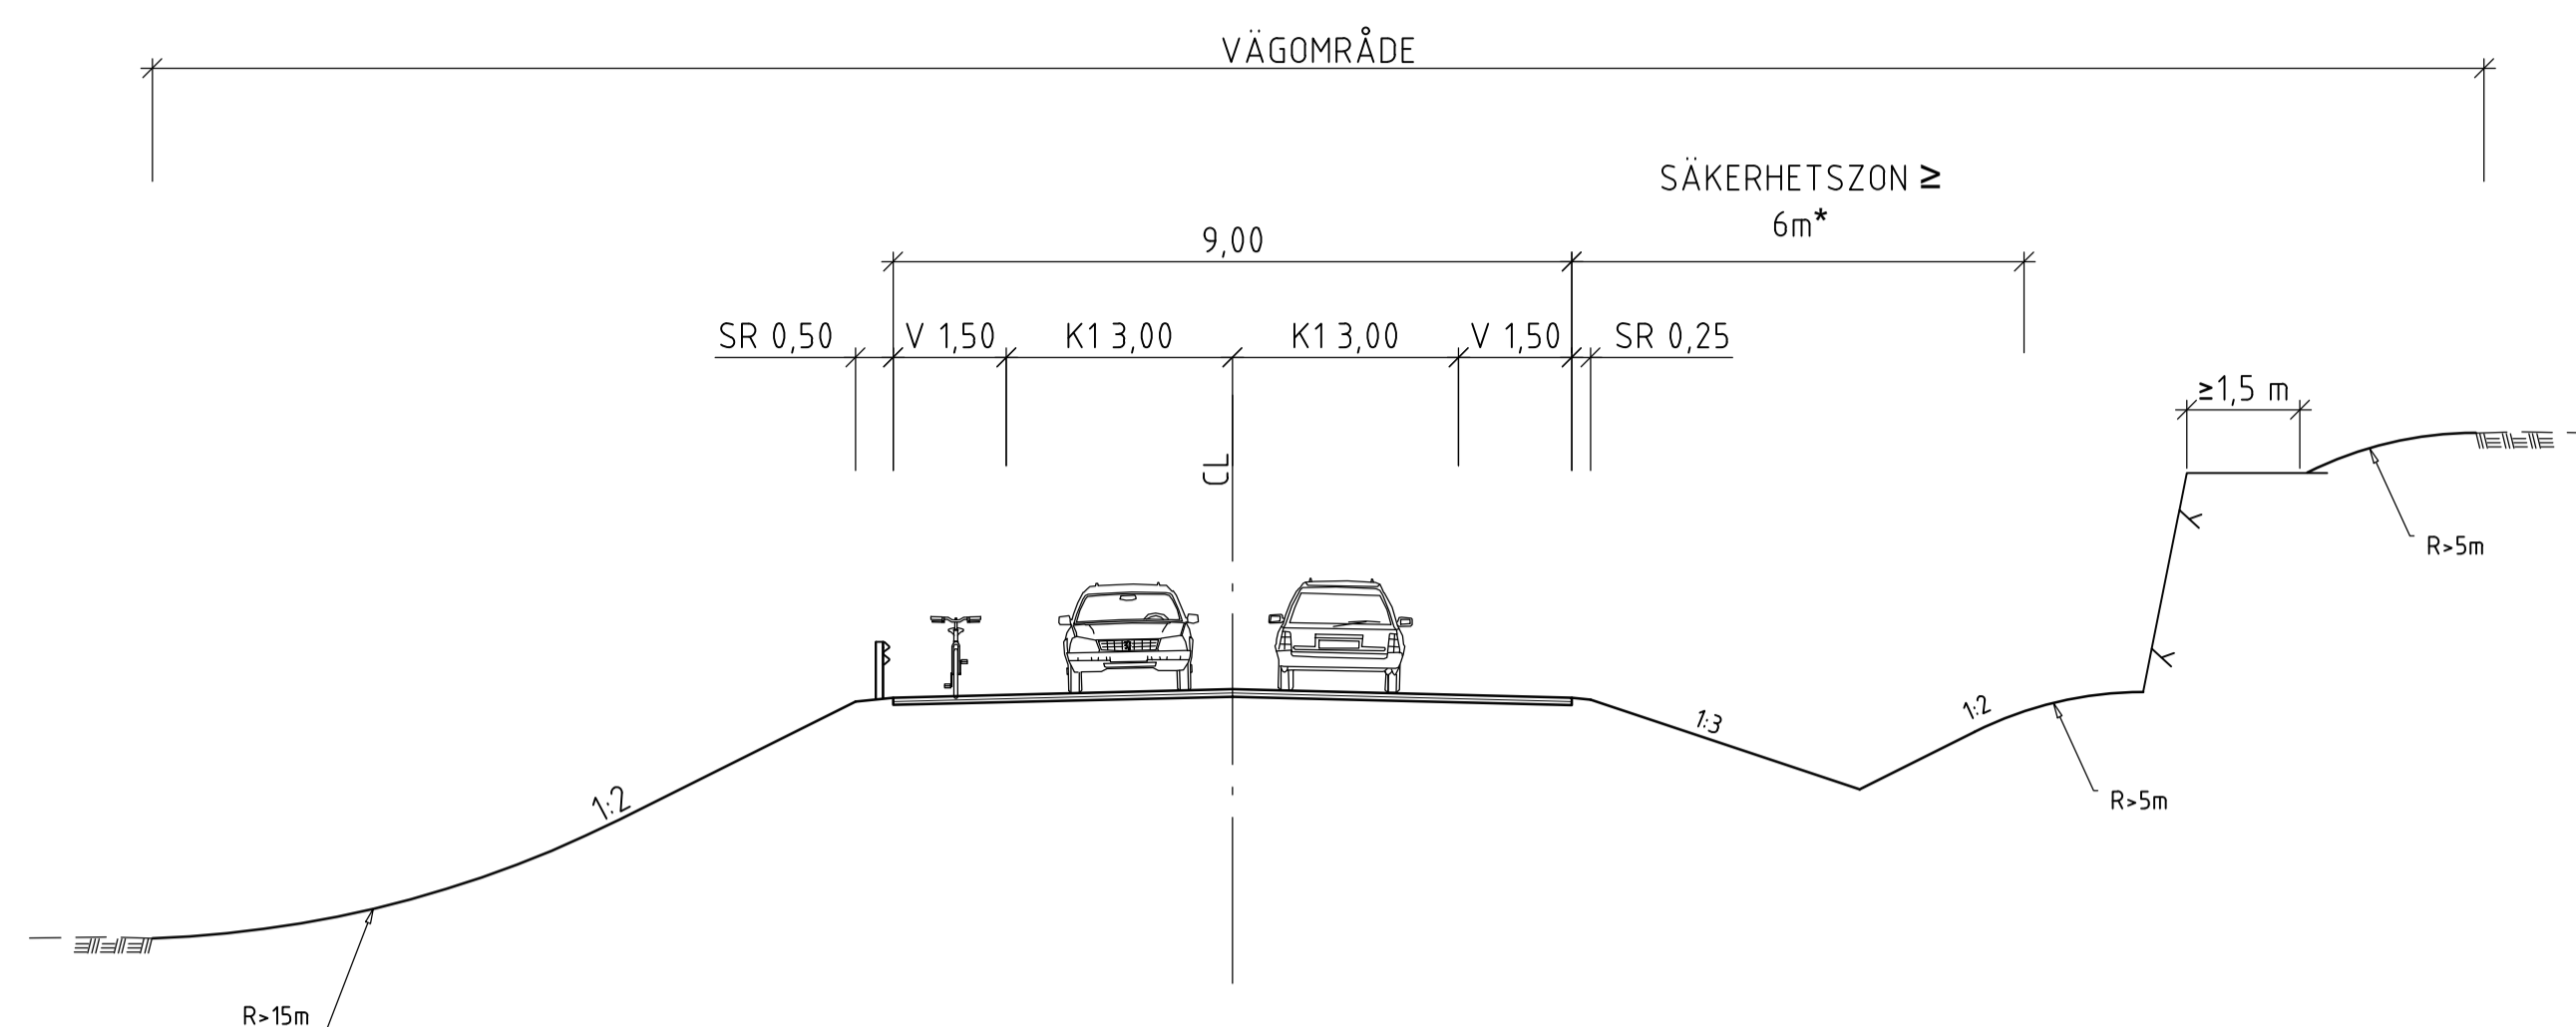 VÄGOMRÅDE
SÄKERHETSZON ≥
6m*
9,00
SR 0,50
V 1,50
K1 3,00
K1 3,00
V 1,50
SR 0,25
≥1,5 m
CL
R>5m
1:3
1:2
1:2
R>5m
R>15m